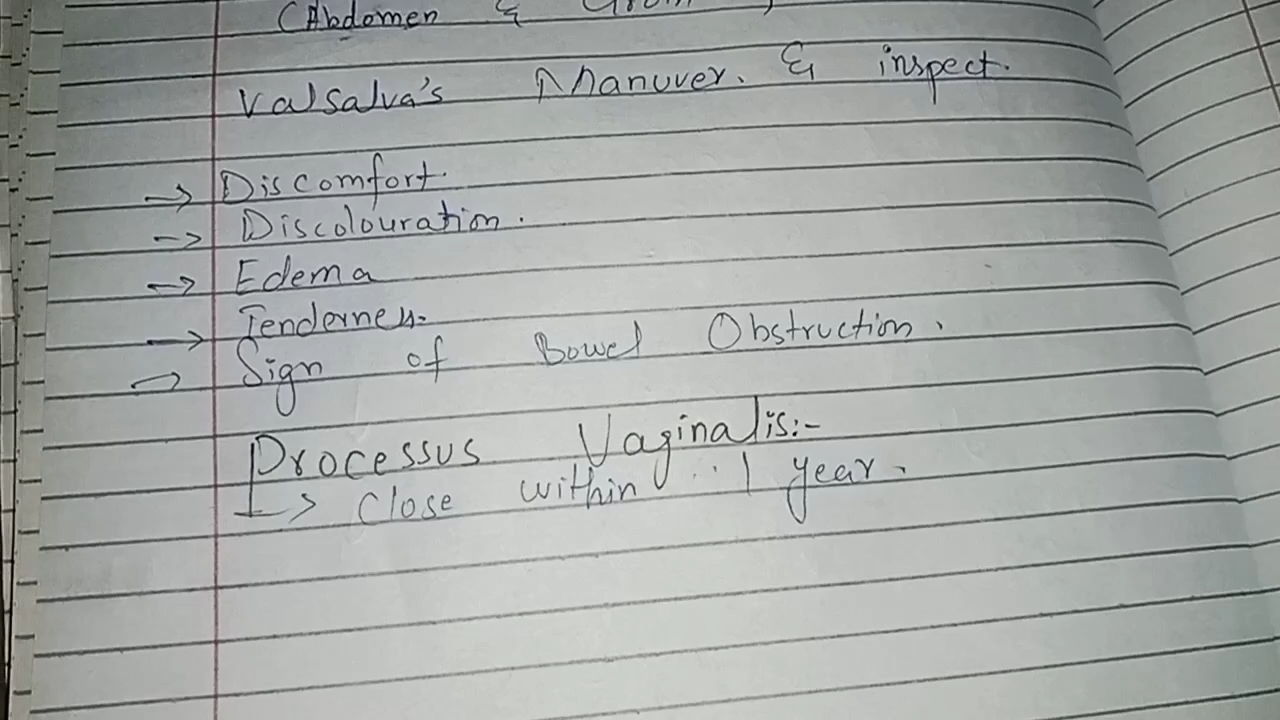 (Abdomen &
Valsalva's Manuver. & inspect.
→ Discomfort.
→ Discolouration.
→ Edema
→ Tenderness.
→ Sign of Bowel Obstruction.
Processus Vaginalis:-
→ Close within 1 year.